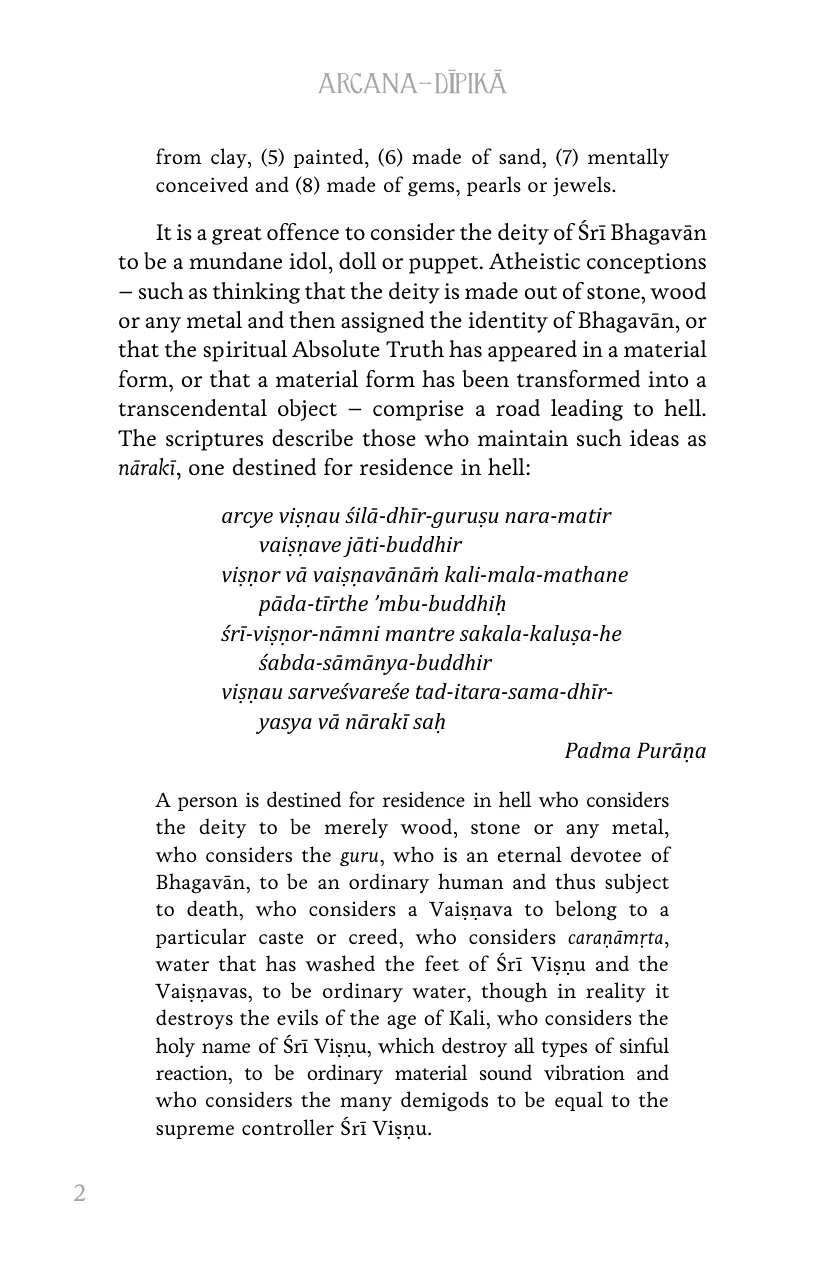 ARCANA–DĪPIKĀ
from clay, (5) painted, (6) made of sand, (7) mentally
conceived and (8) made of gems, pearls or jewels.
It is a great offence to consider the deity of Śrī Bhagavān
to be a mundane idol, doll or puppet. Atheistic conceptions
– such as thinking that the deity is made out of stone, wood
or any metal and then assigned the identity of Bhagavān, or
that the spiritual Absolute Truth has appeared in a material
form, or that a material form has been transformed into a
transcendental object – comprise a road leading to hell.
The scriptures describe those who maintain such ideas as
nārakī, one destined for residence in hell:
arcye viṣṇau śilā-dhīr-guruṣu nara-matir
vaiṣṇave jāti-buddhir
viṣṇor vā vaiṣṇavānāṁ kali-mala-mathane
pāda-tīrthe ’mbu-buddhiḥ
śrī-viṣṇor-nāmni mantre sakala-kaluṣa-he
śabda-sāmānya-buddhir
viṣṇau sarveśvareśe tad-itara-sama-dhīr-
yasya vā nārakī saḥ
Padma Purāṇa
A person is destined for residence in hell who considers
the deity to be merely wood, stone or any metal,
who considers the guru, who is an eternal devotee of
Bhagavān, to be an ordinary human and thus subject
to death, who considers a Vaiṣṇava to belong to a
particular caste or creed, who considers caraṇāmṛta,
water that has washed the feet of Śrī Viṣṇu and the
Vaiṣṇavas, to be ordinary water, though in reality it
destroys the evils of the age of Kali, who considers the
holy name of Śrī Viṣṇu, which destroy all types of sinful
reaction, to be ordinary material sound vibration and
who considers the many demigods to be equal to the
supreme controller Śrī Viṣṇu.
2